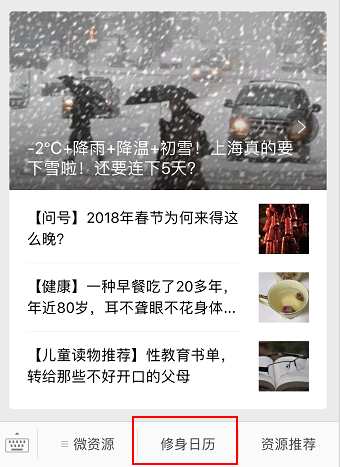 -2°C+降雨+降温+初雪！上海真的要
下雪啦！还要连下5天？
【问号】2018年春节为何来得这
么晚？
【健康】一种早餐吃了20多年，
年近80岁，耳不聋眼不花身体...
【儿童读物推荐】性教育书单，
转给那些不好开口的父母
微资源
修身日历
资源推荐